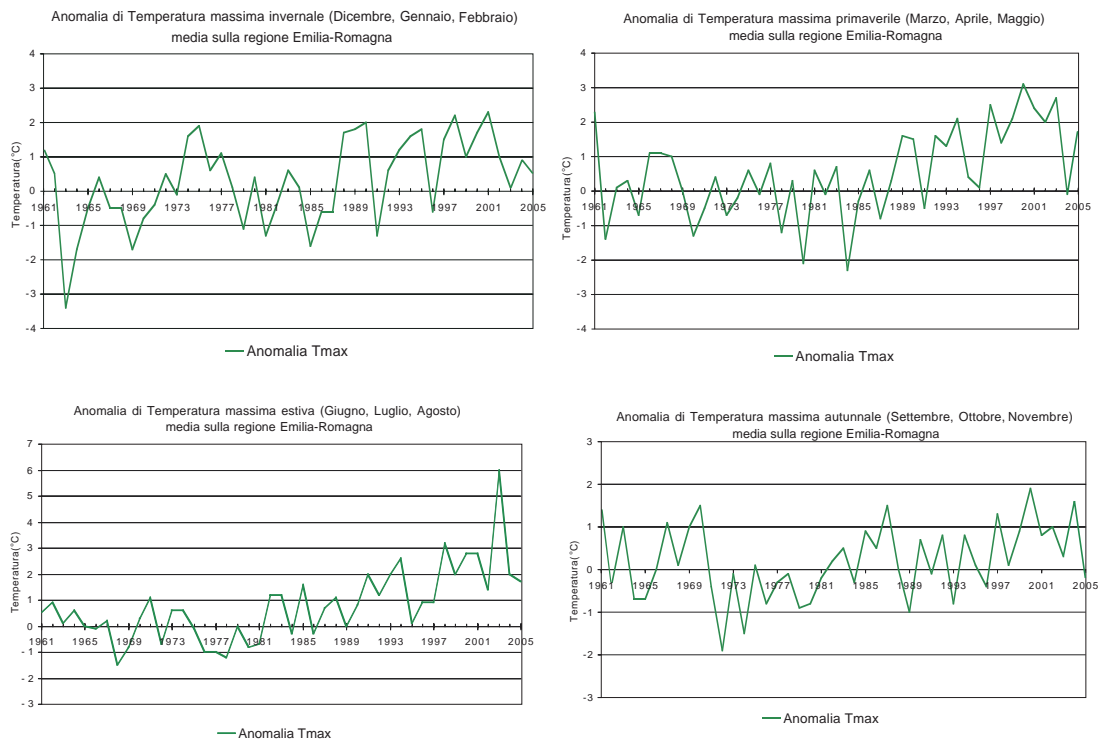 Anomalia di Temperatura massima invernale (Dicembre, Gennaio, Febbraio)
media sulla regione Emilia-Romagna
Temperatura(°C)
4
3
2
1
0
-1
-2
-3
-4
1961 1965 1969 1973 1977 1981 1985 1989 1993 1997 2001 2005
Anomalia Tmax
Anomalia di Temperatura massima primaverile (Marzo, Aprile, Maggio)
media sulla regione Emilia-Romagna
Temperatura(°C)
4
3
2
1
0
-1
-2
-3
-4
1961 1965 1969 1973 1977 1981 1985 1989 1993 1997 2001 2005
Anomalia Tmax
Anomalia di Temperatura massima estiva (Giugno, Luglio, Agosto)
media sulla regione Emilia-Romagna
Temperatura(°C)
7
6
5
4
3
2
1
0
-1
-2
-3
1961 1965 1969 1973 1977 1981 1985 1989 1993 1997 2001 2005
Anomalia Tmax
Anomalia di Temperatura massima autunnale (Settembre, Ottobre, Novembre)
media sulla regione Emilia-Romagna
Temperatura(°C)
3
2
1
0
-1
-2
-3
1961 1965 1969 1973 1977 1981 1985 1989 1993 1997 2001 2005
Anomalia Tmax